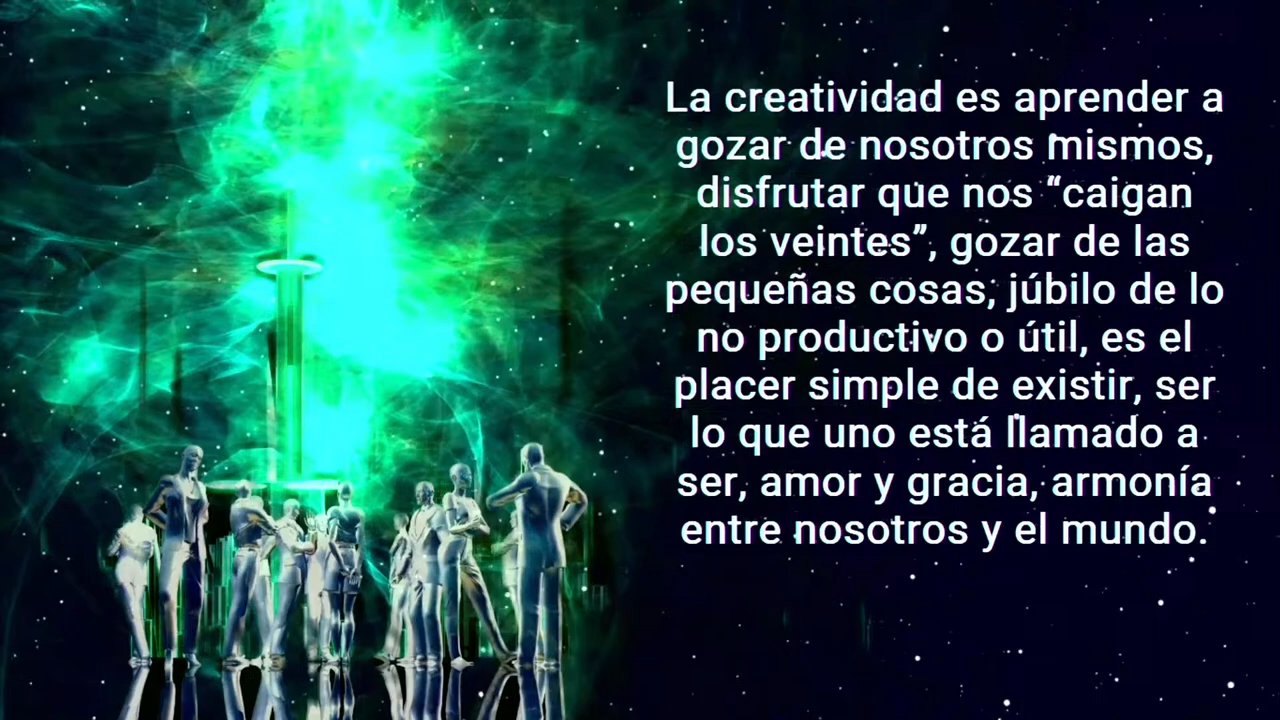 La creatividad es aprender a
gozar de nosotros mismos,
disfrutar que nos “caigan
los veintes”, gozar de las
pequeñas cosas, júbilo de lo
no productivo o útil, es el
placer simple de existir, ser
lo que uno está llamado a
ser, amor y gracia, armonía
entre nosotros y el mundo.